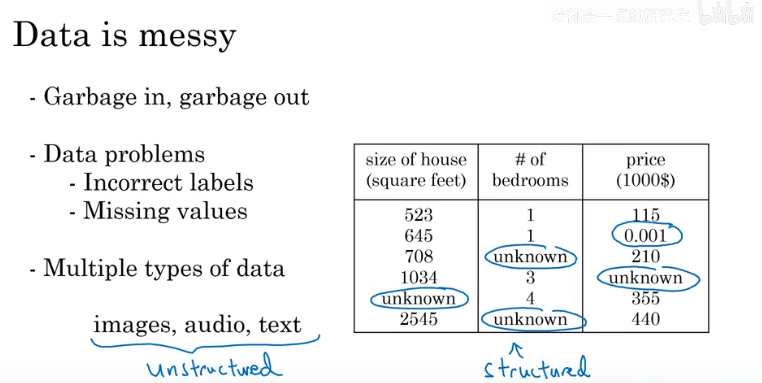 Data is messy
- Garbage in, garbage out
- Data problems
- Incorrect labels
- Missing values
- Multiple types of data
images, audio, text
unstructured
size of house (square feet) # of bedrooms price (1000$)
523 1 115
645 1 0.001
708 unknown 210
1034 3 unknown
unknown 4 355
2545 unknown 440
structured
bilibili